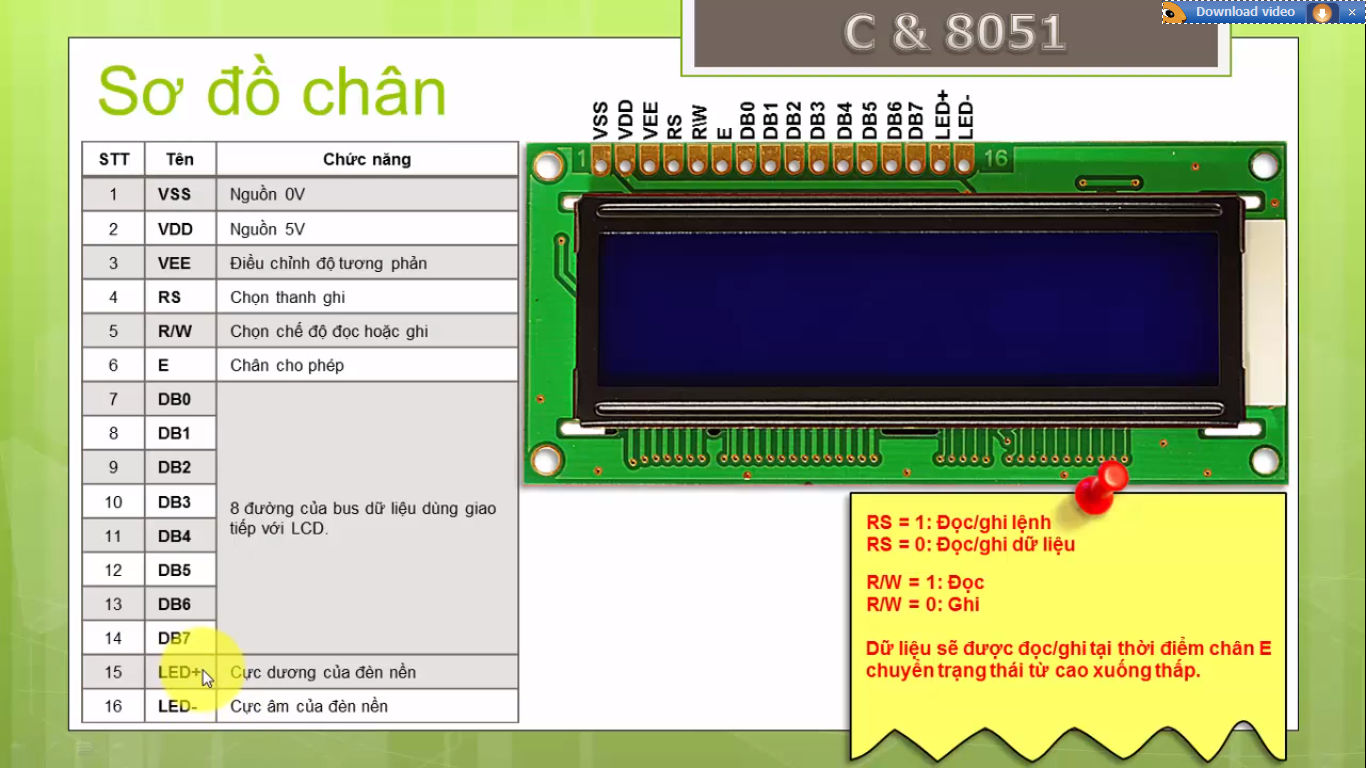 Download video
C & 8051
Sơ đồ chân
STT Tên Chức năng
1 VSS Nguồn 0V
2 VDD Nguồn 5V
3 VEE Điều chỉnh độ tương phản
4 RS Chọn thanh ghi
5 R/W Chọn chế độ đọc hoặc ghi
6 E Chân cho phép
7 DB0
8 DB1
9 DB2
10 DB3
8 đường của bus dữ liệu dùng giao
tiếp với LCD.
11 DB4
12 DB5
13 DB6
14 DB7
15 LED+ Cực dương của đèn nền
16 LED- Cực âm của đèn nền
VSS VDD VEE RS R\W E DB0 DB1 DB2 DB3 DB4 DB5 DB6 DB7 LED+ LED-
1 16
RS = 1: Đọc/ghi lệnh
RS = 0: Đọc/ghi dữ liệu
R/W = 1: Đọc
R/W = 0: Ghi
Dữ liệu sẽ được đọc/ghi tại thời điểm chân E
chuyển trạng thái từ cao xuống thấp.